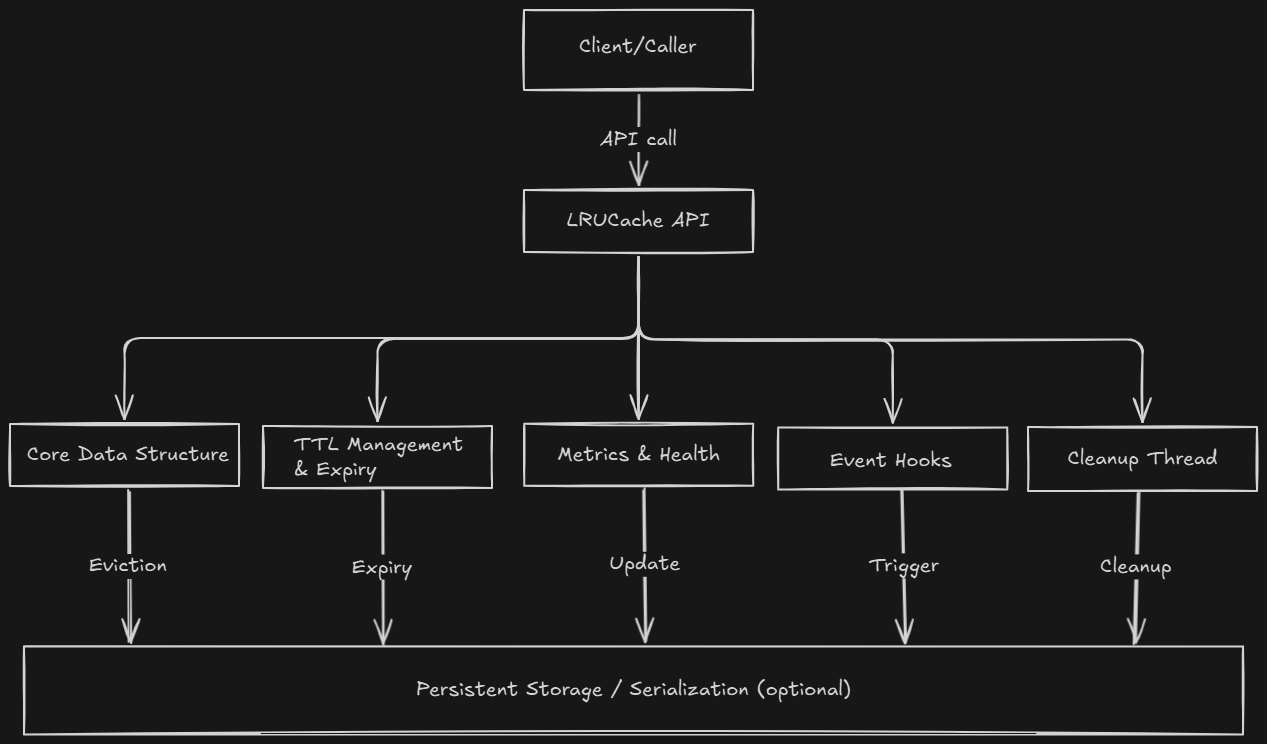 Client/Caller
API call
LRUCache API
Core Data Structure
TTL Management
& Expiry
Metrics & Health
Event Hooks
Cleanup Thread
Eviction
Expiry
Update
Trigger
Cleanup
Persistent Storage / Serialization (optional)